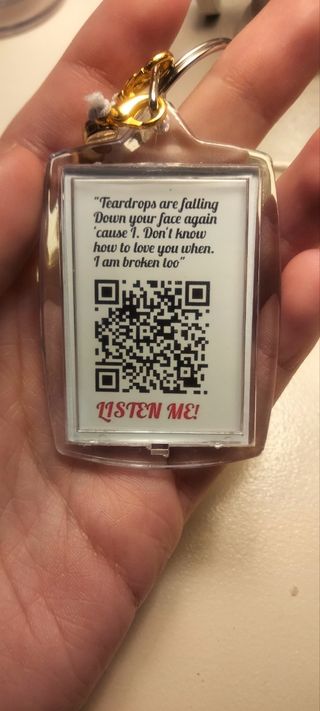 "Teardrops are falling
Down your face again
'cause I. Don't know
how to love you when.
I am broken too"
LISTEN ME!